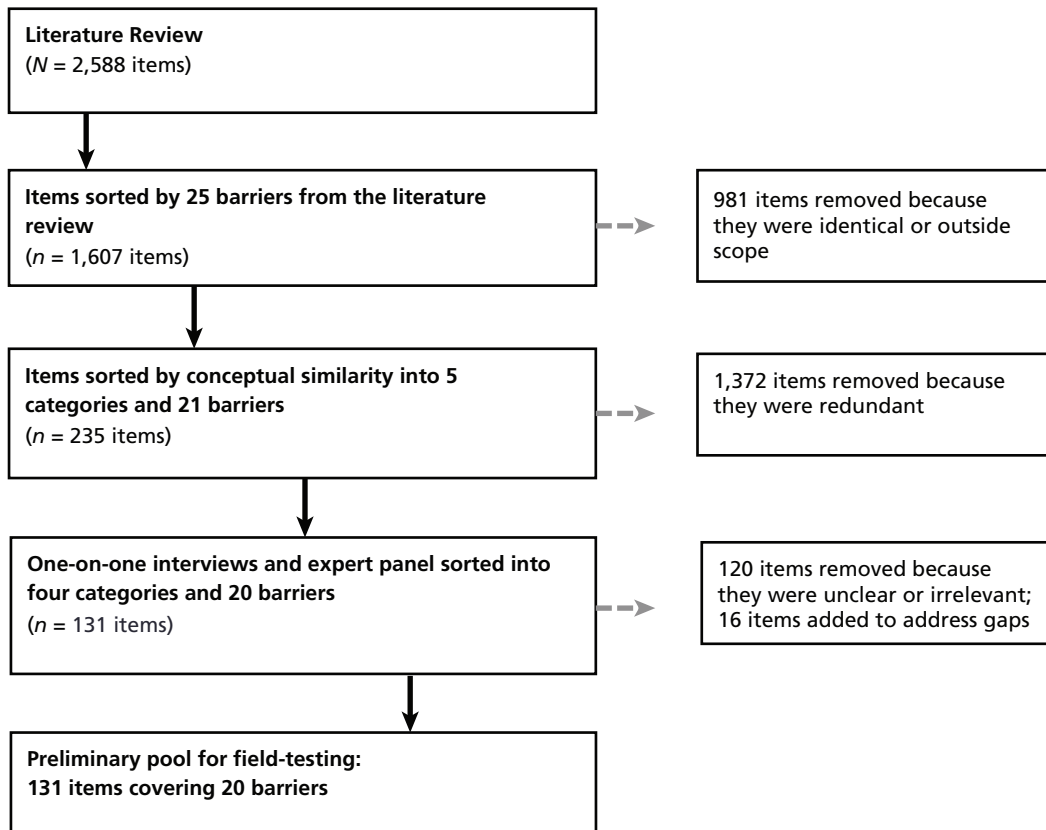 Literature Review
(N = 2,588 items)
Items sorted by 25 barriers from the literature
review
(n = 1,607 items)
981 items removed because
they were identical or outside
scope
Items sorted by conceptual similarity into 5
categories and 21 barriers
(n = 235 items)
1,372 items removed because
they were redundant
One-on-one interviews and expert panel sorted into
four categories and 20 barriers
(n = 131 items)
120 items removed because
they were unclear or irrelevant;
16 items added to address gaps
Preliminary pool for field-testing:
131 items covering 20 barriers